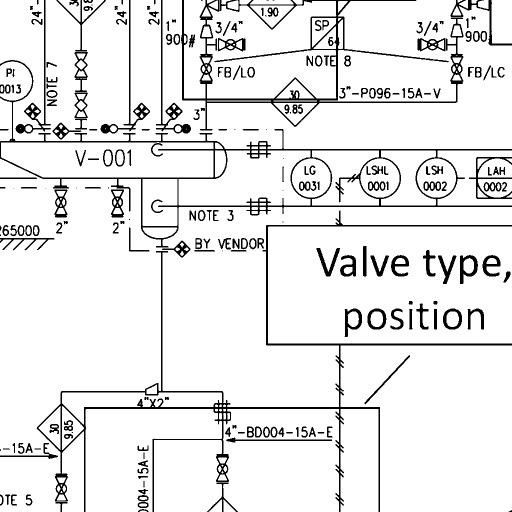 24"
24"
24"
9.8
1.90
SP
64
1"
900#
3/4"
3/4"
1"
900
FB/LO
NOTE 8
FB/LC
NOTE 7
PI
0013
3"
30
9.85
3"-P096-15A-V
V-001
LG
0031
LSHL
0001
LSH
0002
LAH
0002
2"
2"
NOTE 3
265000
BY VENDOR
Valve type,
position
4"X2"
30
9.85
4"-BD004-15A-E
-15A-E
D004-15A-E
OTE 5